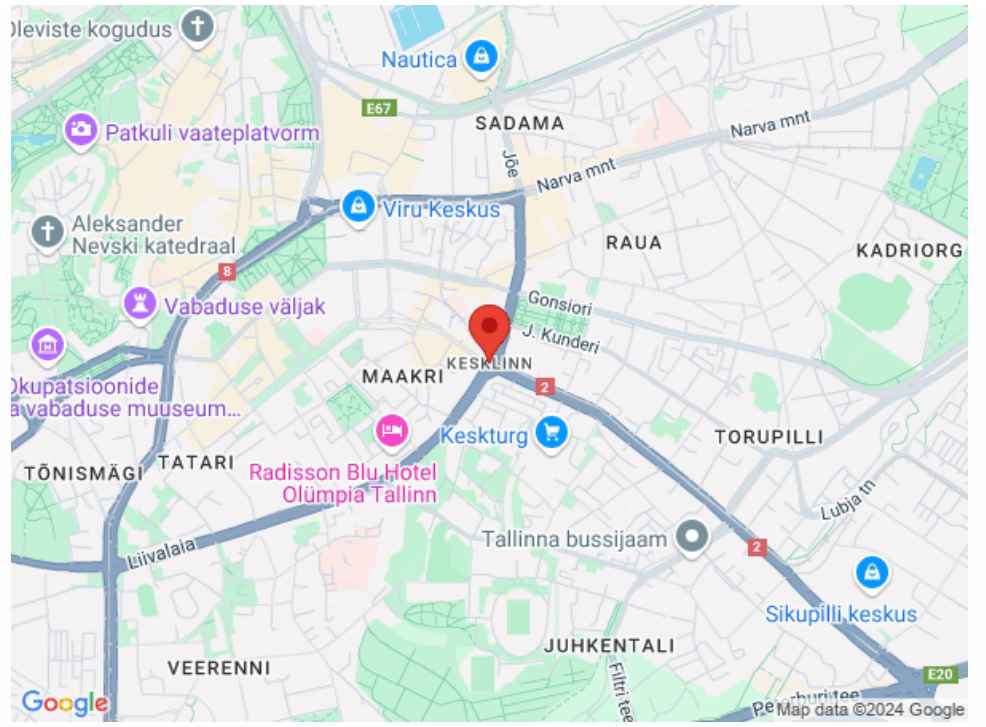 Oleviste kogudus
Nautica
E67
SADAMA
Patkuli vaateplatvorm
Narva mnt
Jõe
Narva mnt
Viru Keskus
Aleksander
Nevski katedraal
RAUA
KADRIORG
8
Vabaduse väljak
Gonsiori
J. Kunderi
KESKLINN
MAAKRI
2
Okupatsioonide
a vabaduse muuseum...
Keskturg
TORUPILLI
TÕNISMÄGI
TATARI
Radisson Blu Hotel
Olümpia Tallinn
Lubja tn
Liivalaia
Tallinna bussijaam
2
Sikupilli keskus
JUHKENTALI
VEERENNI
Filtri tee
E20
Peterburi tee
Google
Map data ©2024 Google